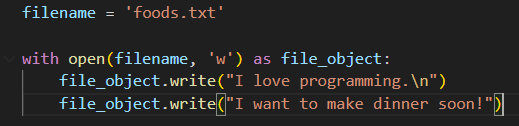 filename = 'foods.txt'
with open(filename, 'w') as file_object:
    file_object.write("I love programming.\n")
    file_object.write("I want to make dinner soon!")